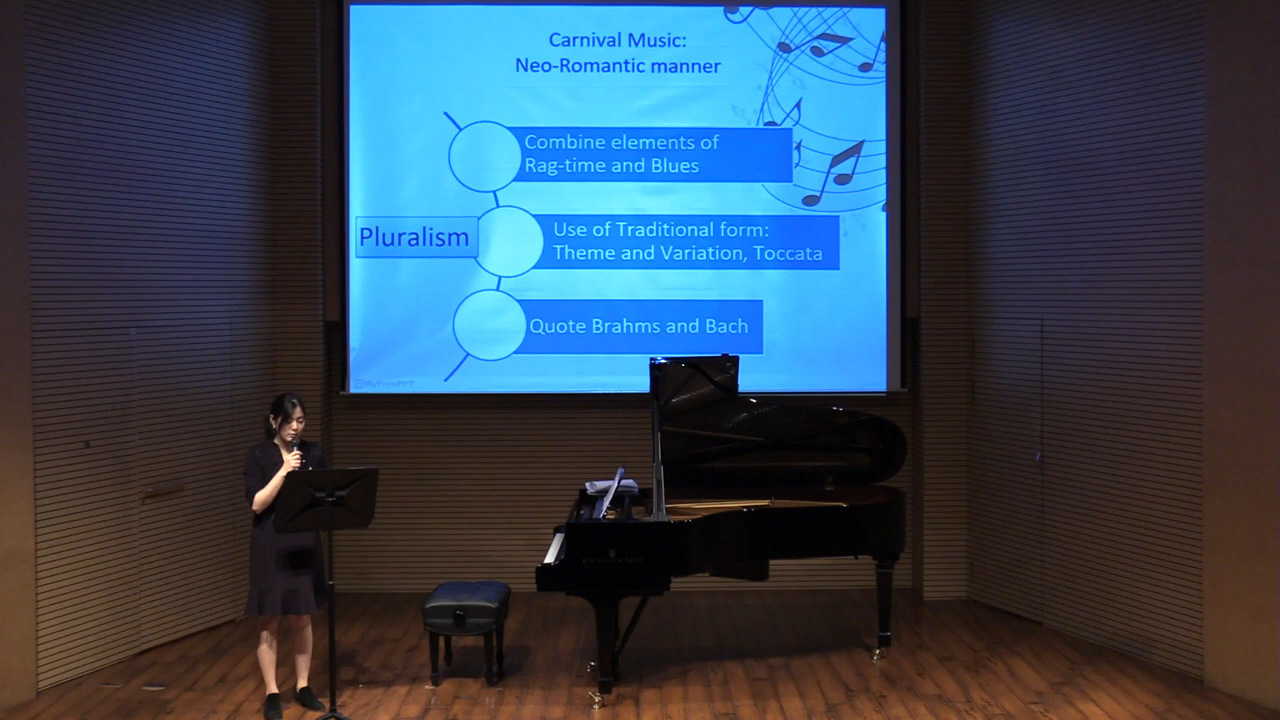 Carnival Music:
Neo-Romantic manner
Combine elements of
Rag-time and Blues
Pluralism
Use of Traditional form:
Theme and Variation, Toccata
Quote Brahms and Bach
MyFreePPT